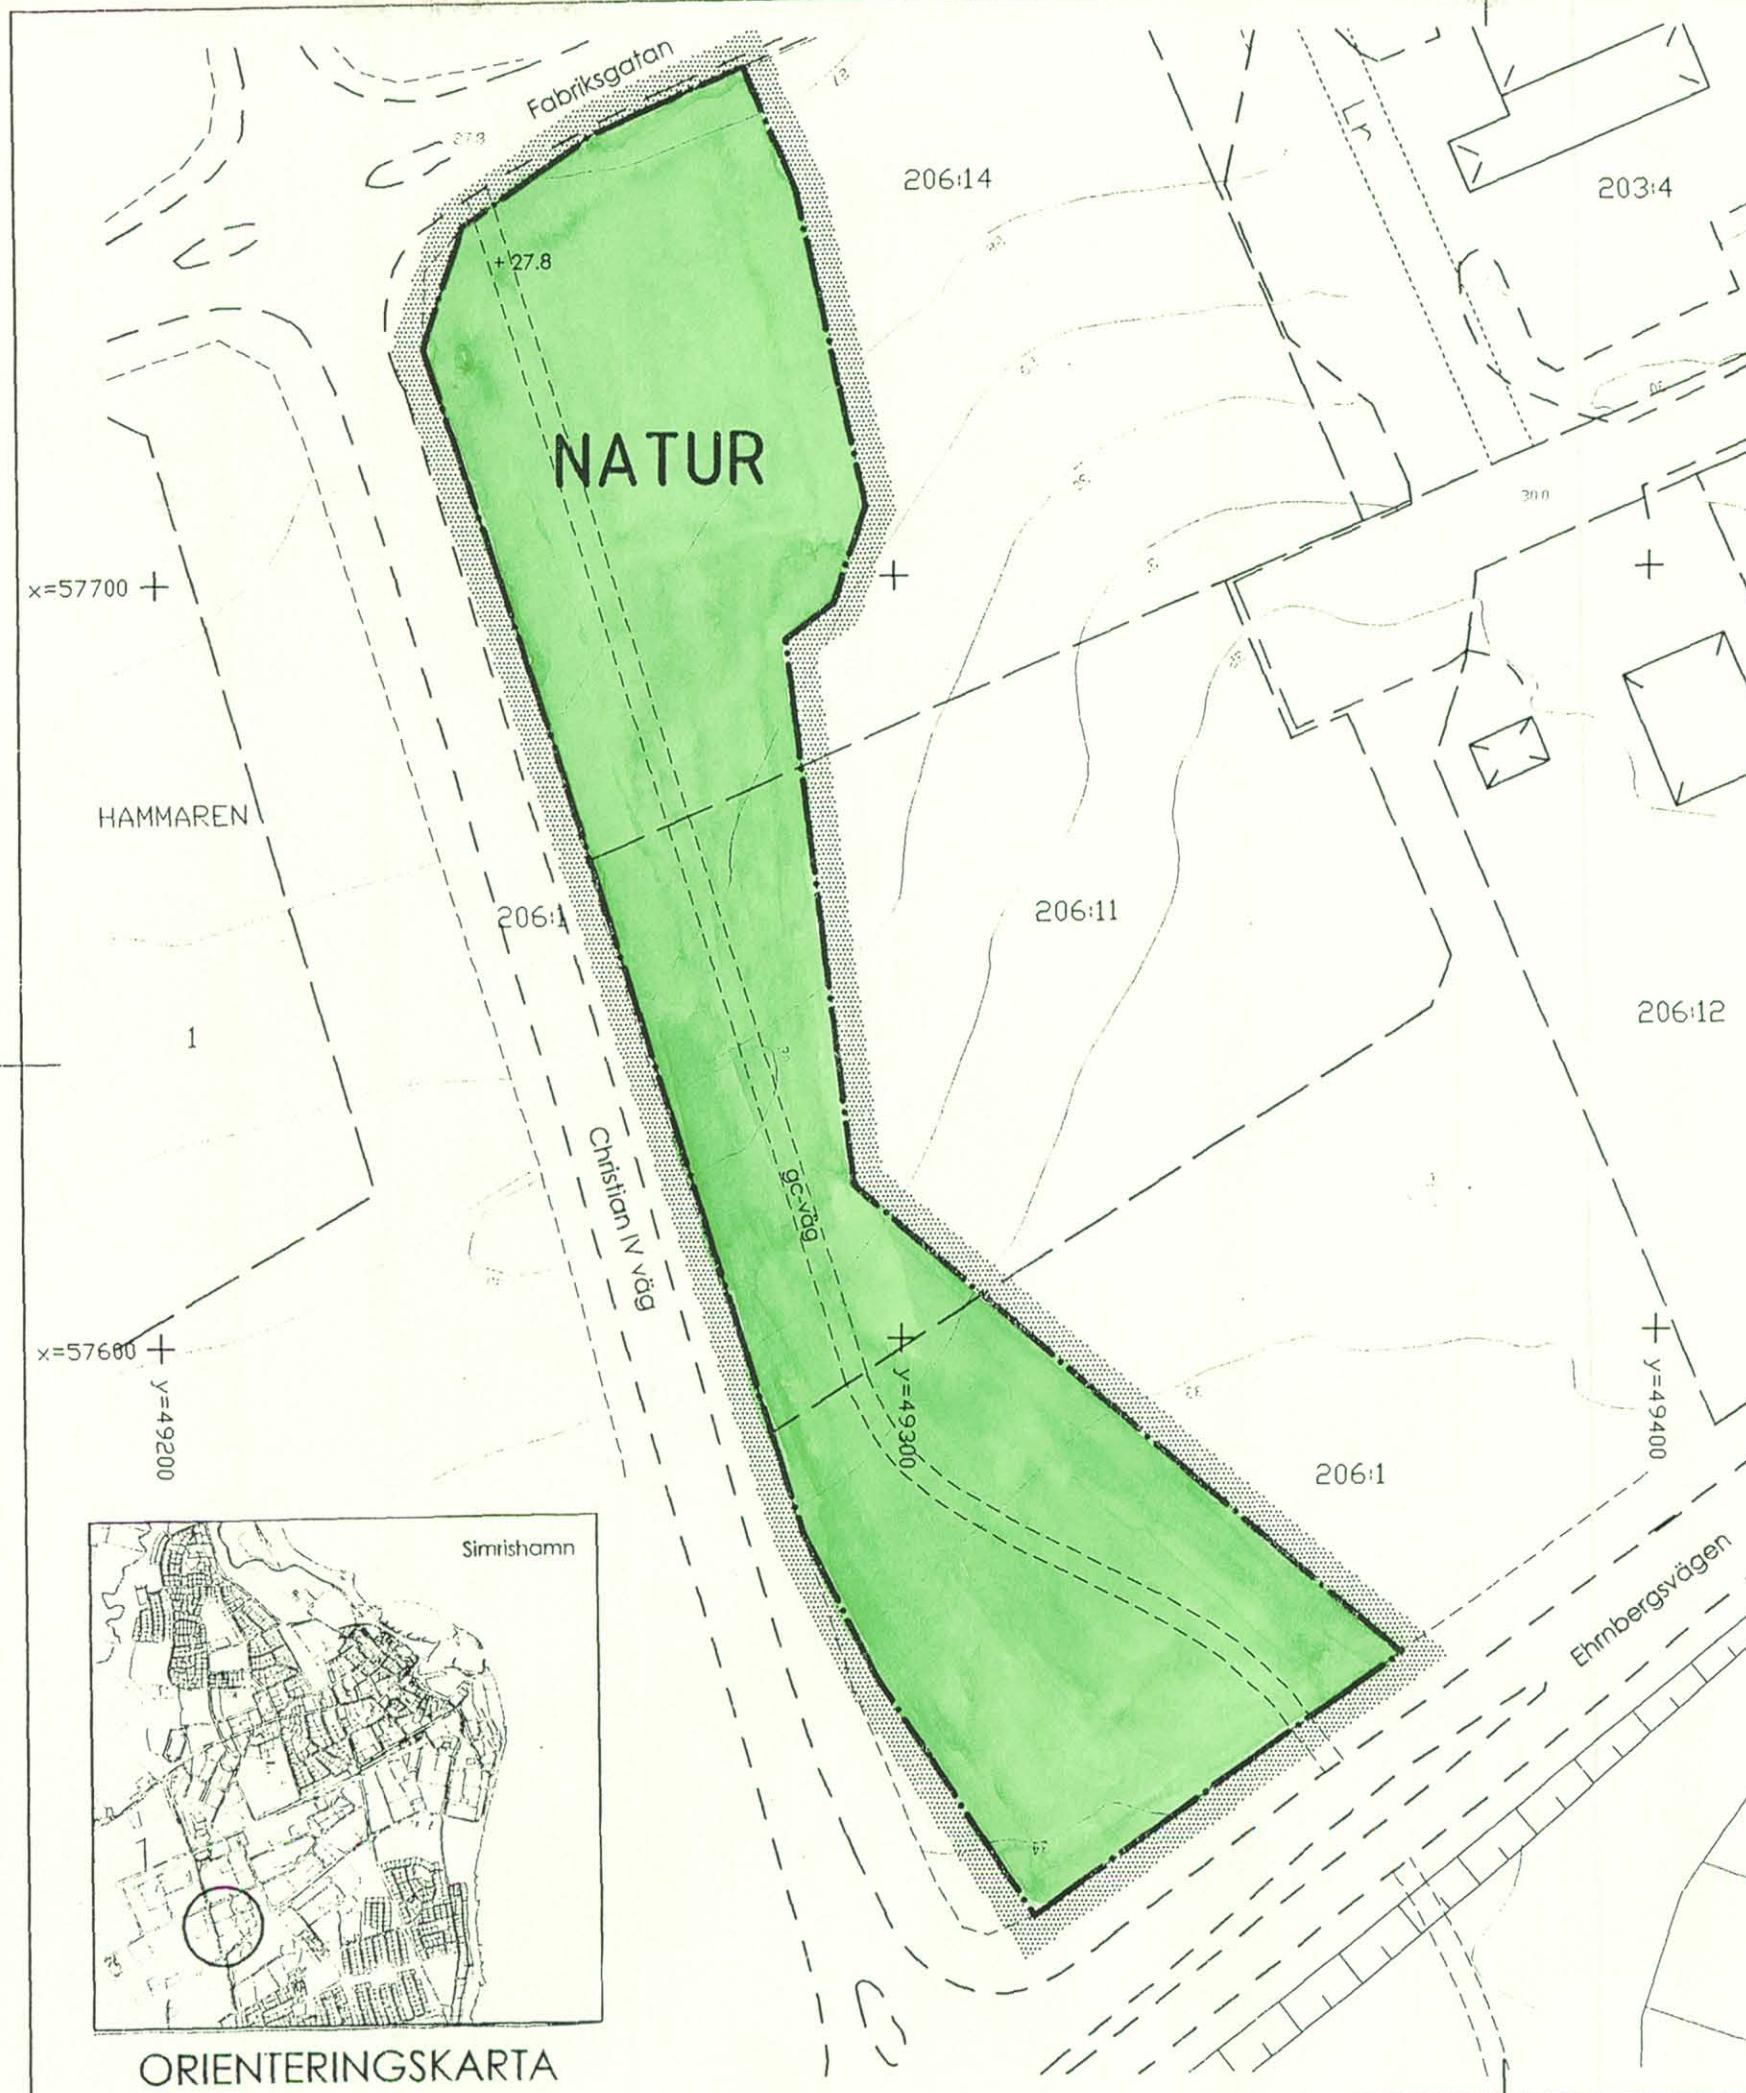 Fabriksgatan
27.8
206:14
Lr
203:4
+ 27.8
NATUR
30.0
x=57700
HAMMAREN
206:1
206:11
1
206:12
Christian IV väg
gc-väg
x=57600
y=49200
y=49300
y=49400
206:1
Simrishamn
Ehrnbergsvägen
ORIENTERINGSKARTA